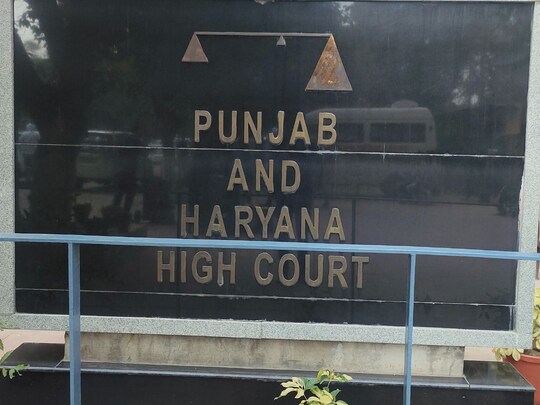 PUNJAB
AND
HARYANA
HIGH COURT